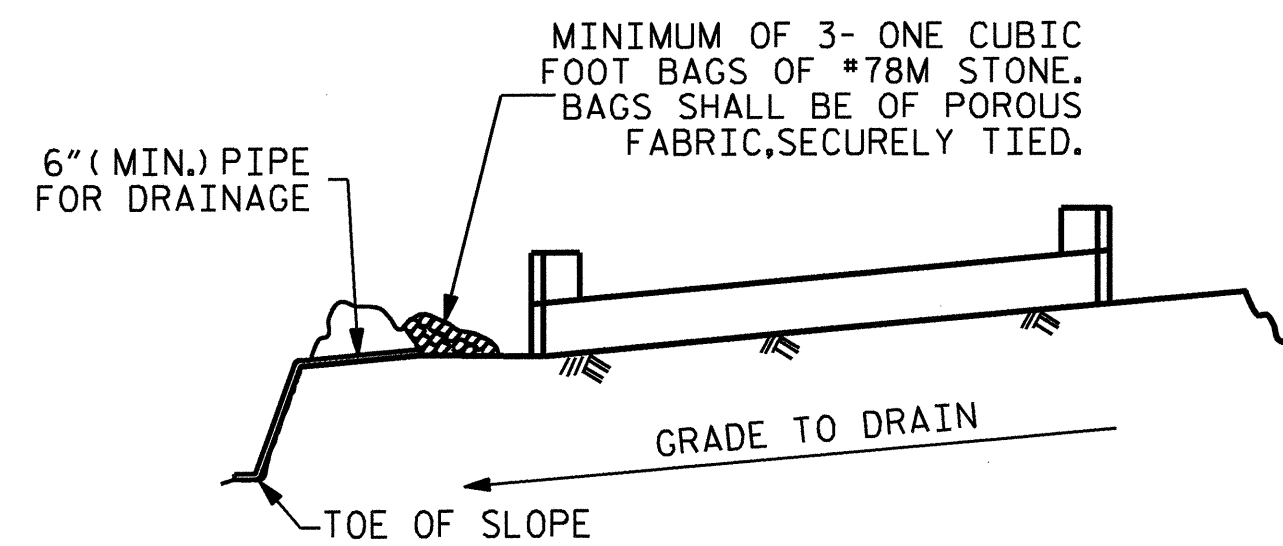 MINIMUM OF 3- ONE CUBIC
FOOT BAGS OF #78M STONE.
BAGS SHALL BE OF POROUS
FABRIC,SECURELY TIED.
6"(MIN.) PIPE
FOR DRAINAGE
GRADE TO DRAIN
TOE OF SLOPE